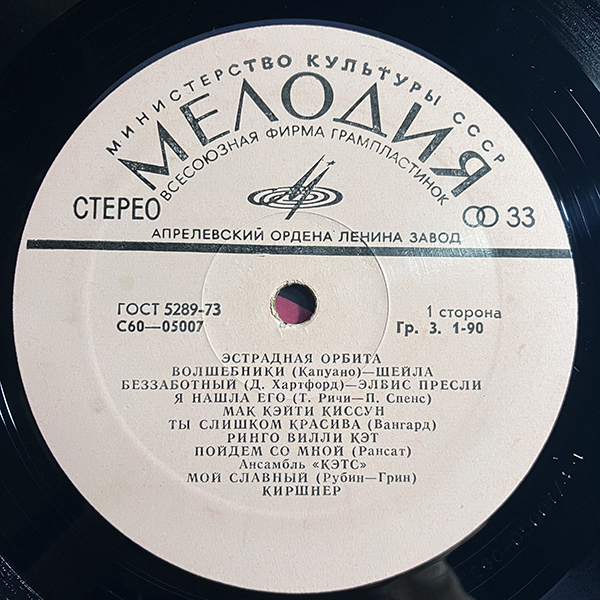 МИНИСТЕРСТВО КУЛЬТУРЫ СССР
МЕЛОДИЯ
ВСЕСОЮЗНАЯ ФИРМА ГРАМПЛАСТИНОК
СТЕРЕО
33
АПРЕЛЕВСКИЙ ОРДЕНА ЛЕНИНА ЗАВОД
ГОСТ 5289-73
С60—05007
1 сторона
Гр. 3. 1-90
ЭСТРАДНАЯ ОРБИТА
ВОЛШЕБНИКИ (Капуано)—ШЕЙЛА
БЕЗЗАБОТНЫЙ (Д. Хартфорд)—ЭЛВИС ПРЕСЛИ
Я НАШЛА ЕГО (Т. Ричи—П. Спенс)
МАК КЭЙТИ КИССУН
ТЫ СЛИШКОМ КРАСИВА (Вангард)
РИНГО ВИЛЛИ КЭТ
ПОЙДЕМ СО МНОЙ (Рансат)
Ансамбль «КЭТС»
МОЙ СЛАВНЫЙ (Рубин—Грин)
КИРШНЕР